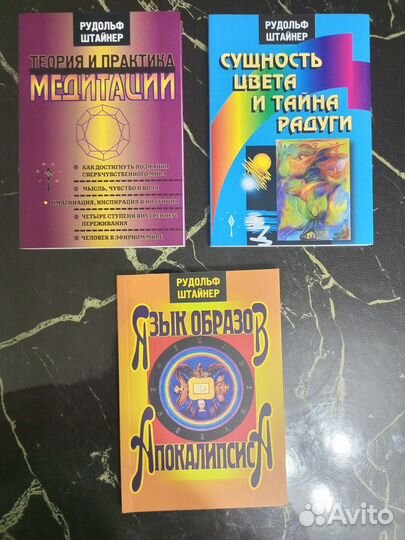 РУДОЛЬФ
ШТАЙНЕР
ТЕОРИЯ И ПРАКТИКА
МЕДИТАЦИИ
КАК ДОСТИГНУТЬ ПОЗНАНИЯ
СВЕРХЧУВСТВЕННОГО МИРА
МЫСЛЬ, ЧУВСТВО И ВОЛЯ
ИМАГИНАЦИЯ, ИНСПИРАЦИЯ И ИНТУИЦИЯ
ЧЕТЫРЕ СТУПЕНИ ВНУТРЕННЕГО
ПЕРЕЖИВАНИЯ
ЧЕЛОВЕК В ЭФИРНОМ МИРЕ
РУДОЛЬФ
ШТАЙНЕР
СУЩНОСТЬ
ЦВЕТА
И ТАЙНА
РАДУГИ
РУДОЛЬФ
ШТАЙНЕР
ЯЗЫК ОБРАЗОВ
АПОКАЛИПСИСА
Avito